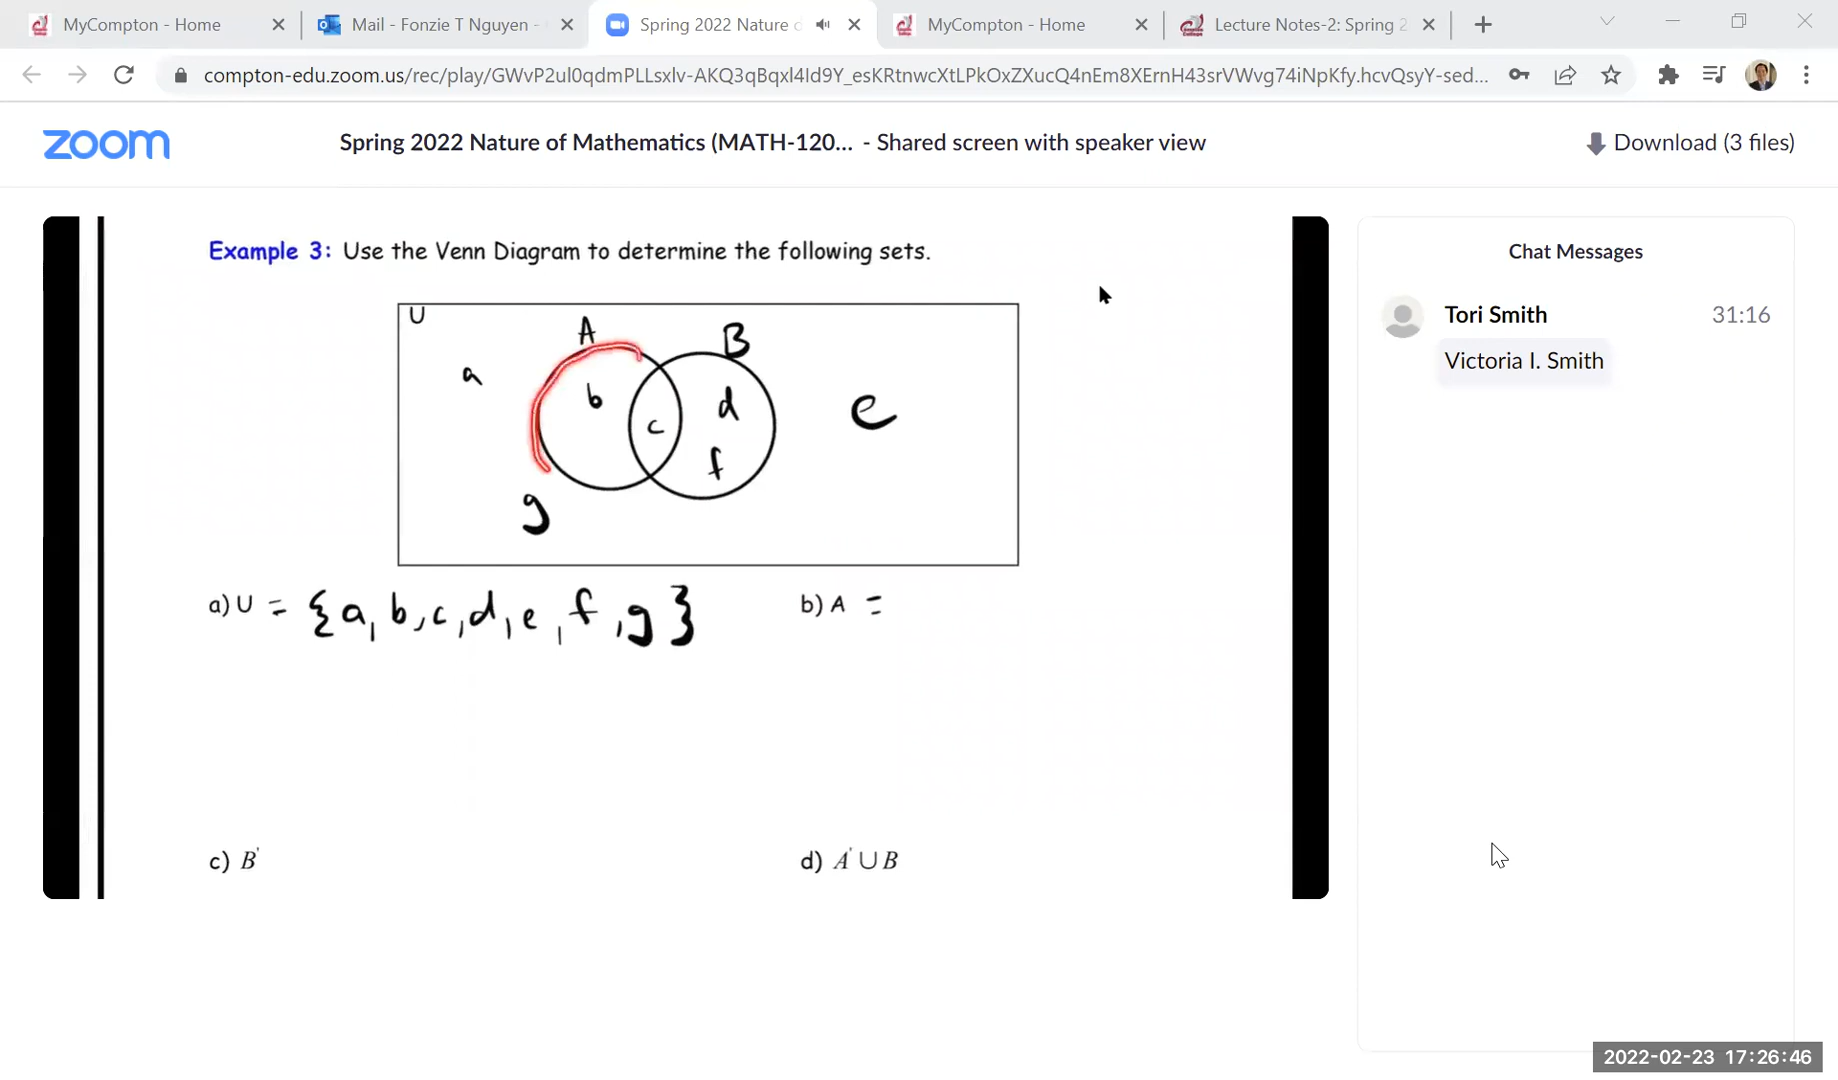 MyCompton - Home
Mail - Fonzie T Nguyen -
Spring 2022 Nature o
MyCompton - Home
Lecture Notes-2: Spring 2
compton-edu.zoom.us/rec/play/GWvP2ul0qdmPLLsxlv-AKQ3qBqxl4Id9Y_esKRtnwcXtLPkOxZXucQ4nEm8XErnH43srVWvg74iNpKfy.hcvQsyY-sed...
zoom
Spring 2022 Nature of Mathematics (MATH-120... - Shared screen with speaker view
Download (3 files)
Example 3: Use the Venn Diagram to determine the following sets.
U
A
B
a
b
c
d
e
f
g
a) U = {a, b, c, d, e, f, g}
b) A =
c) B'
d) A' ∪ B
Chat Messages
Tori Smith 31:16
Victoria I. Smith
2022-02-23 17:26:46